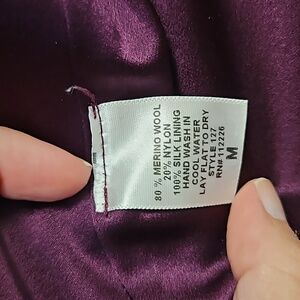 80 % MERINO WOOL
20% NYLON
100% SILK LINING
HAND WASH IN
COOL WATER
LAY FLAT TO DRY
STYLE 127
RN# 112226
M